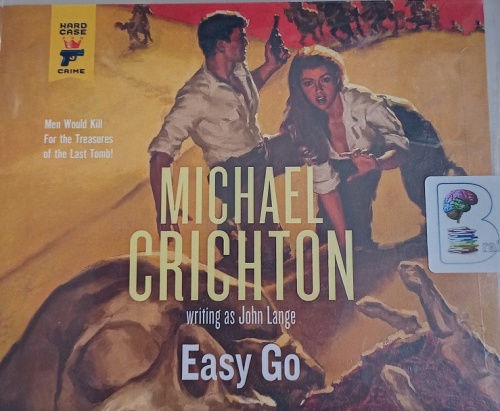 HARD
CASE
CRIME
Men Would Kill
For the Treasures
of the Last Tomb!
MICHAEL
CRICHTON
writing as John Lange
Easy Go